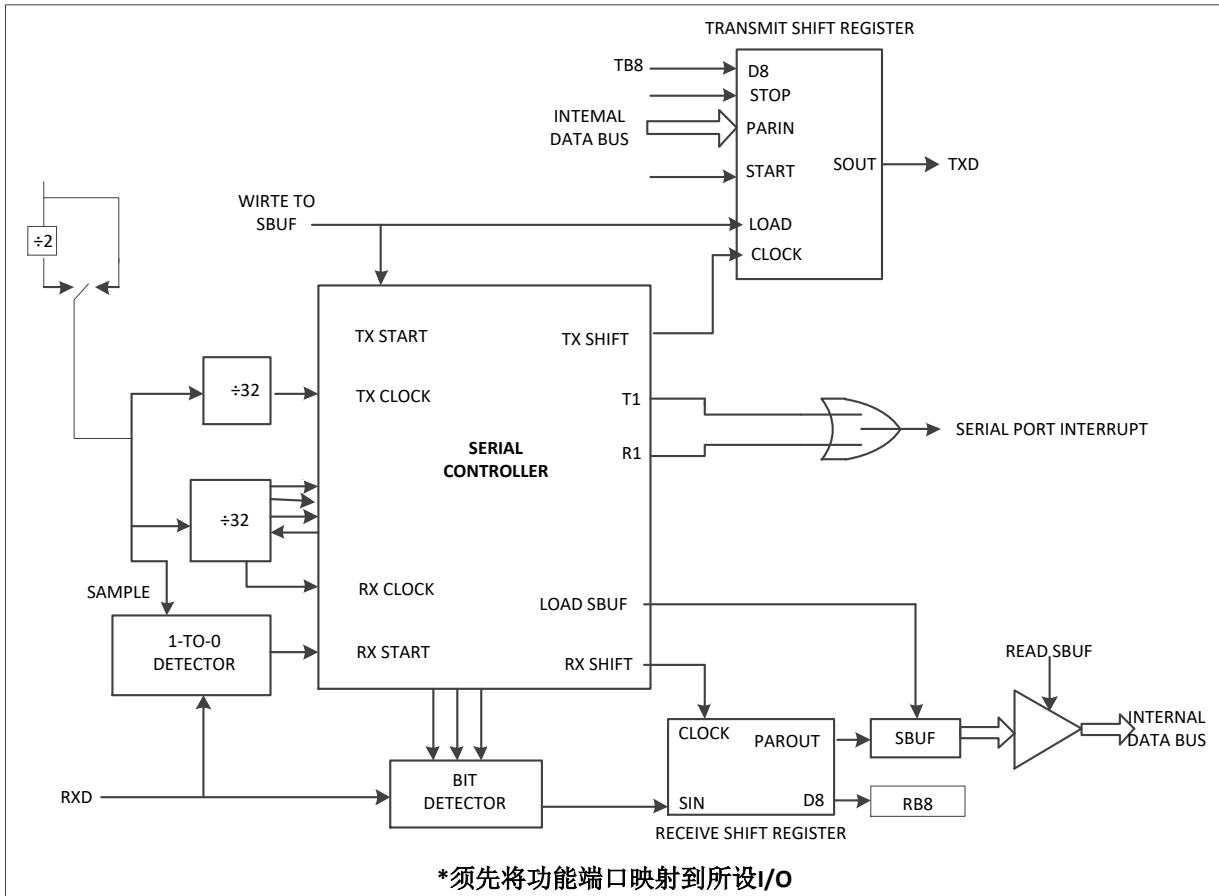 TRANSMIT SHIFT REGISTER
TB8
D8
STOP
INTEMAL
DATA BUS
PARIN
START
SOUT
TXD
WIRTE TO
SBUF
LOAD
CLOCK
÷2
TX START
TX SHIFT
÷32
TX CLOCK
T1
SERIAL
CONTROLLER
R1
SERIAL PORT INTERRUPT
÷32
SAMPLE
RX CLOCK
LOAD SBUF
1-TO-0
DETECTOR
RX START
RX SHIFT
READ SBUF
CLOCK
PAROUT
SBUF
INTERNAL
DATA BUS
RXD
BIT
DETECTOR
SIN
D8
RB8
RECEIVE SHIFT REGISTER
*须先将功能端口映射到所设I/O